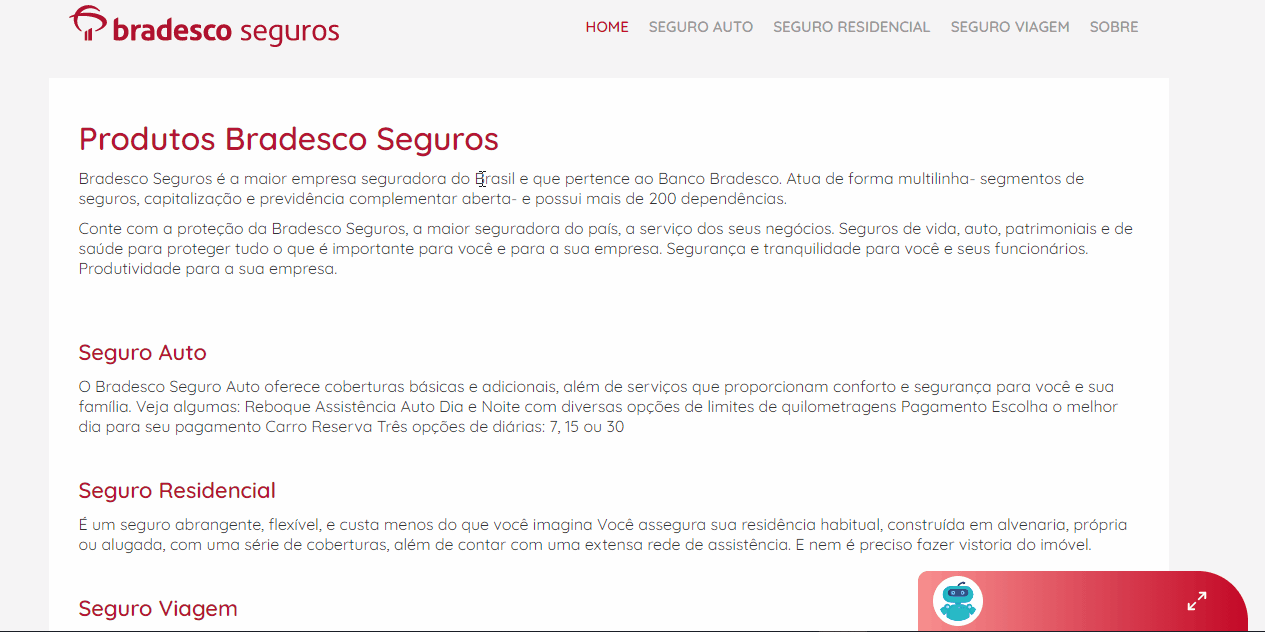 bradesco seguros
HOME SEGURO AUTO SEGURO RESIDENCIAL SEGURO VIAGEM SOBRE
Produtos Bradesco Seguros
Bradesco Seguros é a maior empresa seguradora do Brasil e que pertence ao Banco Bradesco. Atua de forma multilinha- segmentos de
seguros, capitalização e previdência complementar aberta- e possui mais de 200 dependências.
Conte com a proteção da Bradesco Seguros, a maior seguradora do país, a serviço dos seus negócios. Seguros de vida, auto, patrimoniais e de
saúde para proteger tudo o que é importante para você e para a sua empresa. Segurança e tranquilidade para você e seus funcionários.
Produtividade para a sua empresa.
Seguro Auto
O Bradesco Seguro Auto oferece coberturas básicas e adicionais, além de serviços que proporcionam conforto e segurança para você e sua
família. Veja algumas: Reboque Assistência Auto Dia e Noite com diversas opções de limites de quilometragens Pagamento Escolha o melhor
dia para seu pagamento Carro Reserva Três opções de diárias: 7, 15 ou 30
Seguro Residencial
É um seguro abrangente, flexível, e custa menos do que você imagina Você assegura sua residência habitual, construída em alvenaria, própria
ou alugada, com uma série de coberturas, além de contar com uma extensa rede de assistência. E nem é preciso fazer vistoria do imóvel.
Seguro Viagem